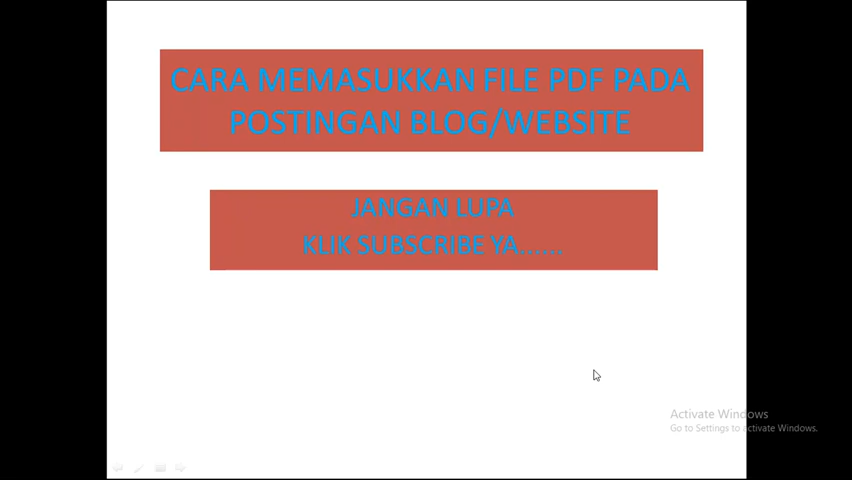 CARA MEMASUKKAN FILE PDF PADA
POSTINGAN BLOG/WEBSITE
JANGAN LUPA
KLIK SUBSCRIBE YA......
Activate Windows
Go to Settings to activate Windows.